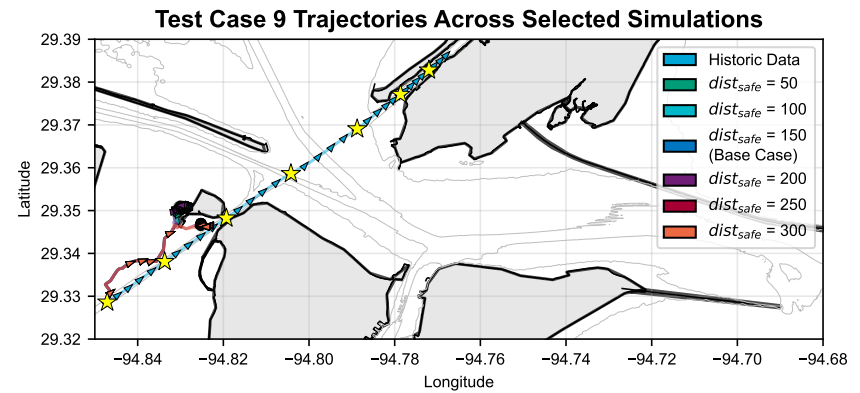 Test Case 9 Trajectories Across Selected Simulations
29.39
29.38
29.37
29.36
29.35
29.34
29.33
29.32
Latitude
Historic Data
dist_safe = 50
dist_safe = 100
dist_safe = 150
(Base Case)
dist_safe = 200
dist_safe = 250
dist_safe = 300
−94.84 −94.82 −94.80 −94.78 −94.76 −94.74 −94.72 −94.70 −94.68
Longitude